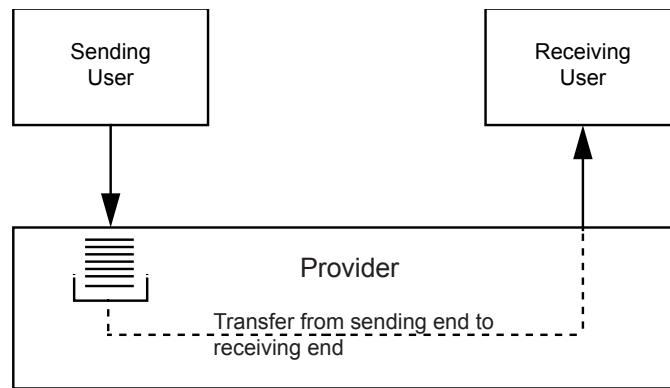 Sending
User
Receiving
User
Provider
Transfer from sending end to
receiving end